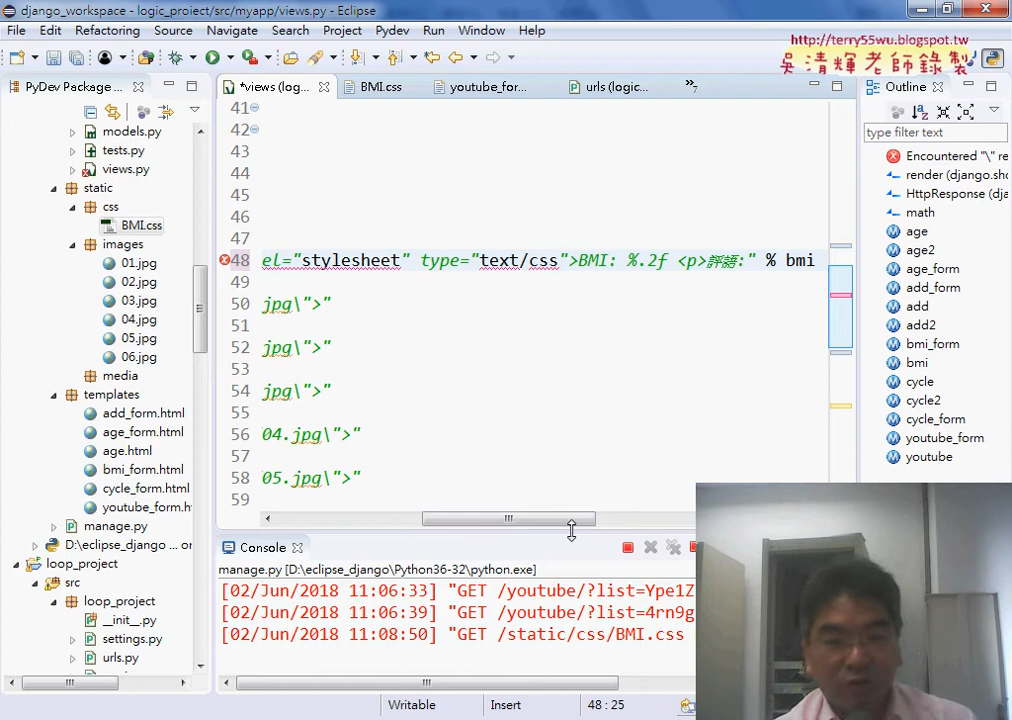 django_workspace - logic_project/src/myapp/views.py - Eclipse
File Edit Refactoring Source Navigate Search Project Pydev Run Window Help
http://terry55wu.blogspot.tw
吳清輝老師錄製
PyDev Package ...
*views (log...
BMI.css
youtube_for...
urls (logic...
Outline
models.py
tests.py
views.py
static
css
BMI.css
images
01.jpg
02.jpg
03.jpg
04.jpg
05.jpg
06.jpg
media
templates
add_form.html
age_form.html
age.html
bmi_form.html
cycle_form.html
youtube_form.h
manage.py
D:\eclipse_django ...
loop_project
src
loop_project
__init__.py
settings.py
urls.py
41
42
43
44
45
46
47
48 el="stylesheet" type="text/css">BMI: %.2f <p>評語:" % bmi
49
50 jpg\">"
51
52 jpg\">"
53
54 jpg\">"
55
56 04.jpg\">"
57
58 05.jpg\">"
59
type filter text
Encountered "\" re
render (django.sho
HttpResponse (dja
math
age
age2
age_form
add_form
add
add2
bmi_form
bmi
cycle
cycle2
cycle_form
youtube_form
youtube
Console
manage.py [D:\eclipse_django\Python36-32\python.exe]
[02/Jun/2018 11:06:33] "GET /youtube/?list=Ype1Z
[02/Jun/2018 11:06:39] "GET /youtube/?list=4rn9g
[02/Jun/2018 11:08:50] "GET /static/css/BMI.css
Writable
Insert
48 : 25